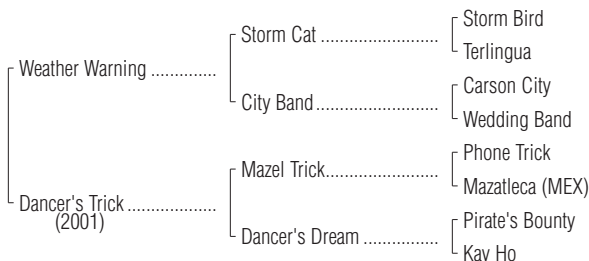 Storm Bird
Storm Cat ..........................
Terlingua
Weather Warning ..............
Carson City
City Band..........................
Wedding Band
Phone Trick
Mazel Trick........................
Mazatleca (MEX)
Dancer's Trick ...................
(2001)
Pirate's Bounty
Dancer's Dream ................
Kay Ho